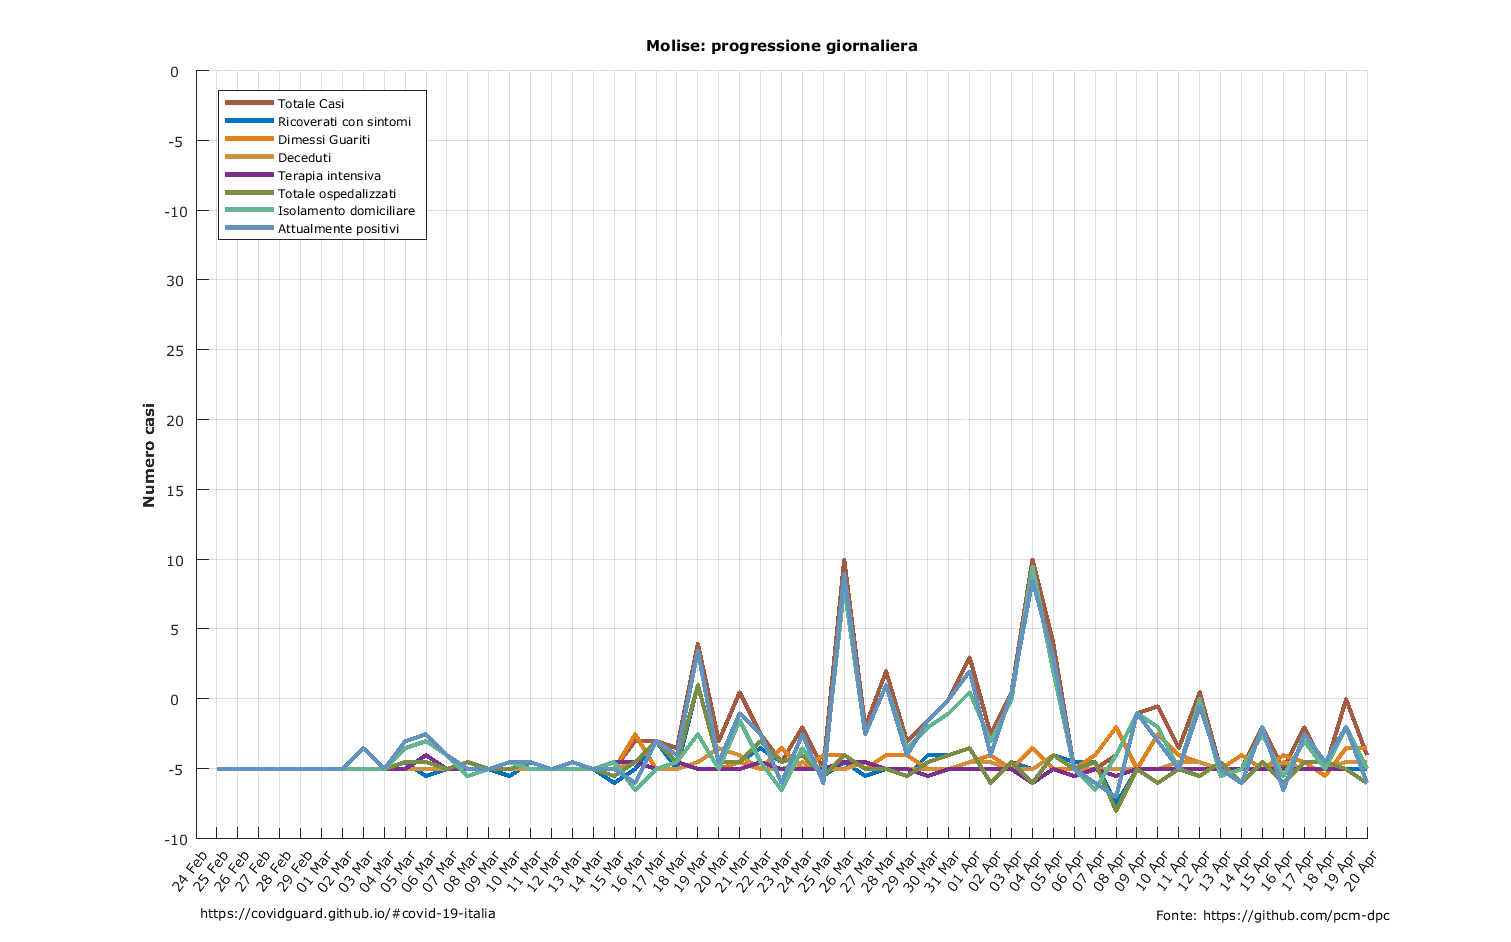 Molise: progressione giornaliera
0
-5
-10
30
25
20
15
10
5
0
-5
-10
Numero casi
Totale Casi
Ricoverati con sintomi
Dimessi Guariti
Deceduti
Terapia intensiva
Totale ospedalizzati
Isolamento domiciliare
Attualmente positivi
24 Feb
25 Feb
26 Feb
27 Feb
28 Feb
29 Feb
01 Mar
02 Mar
03 Mar
04 Mar
05 Mar
06 Mar
07 Mar
08 Mar
09 Mar
10 Mar
11 Mar
12 Mar
13 Mar
14 Mar
15 Mar
16 Mar
17 Mar
18 Mar
19 Mar
20 Mar
21 Mar
22 Mar
23 Mar
24 Mar
25 Mar
26 Mar
27 Mar
28 Mar
29 Mar
30 Mar
31 Mar
01 Apr
02 Apr
03 Apr
04 Apr
05 Apr
06 Apr
07 Apr
08 Apr
09 Apr
10 Apr
11 Apr
12 Apr
13 Apr
14 Apr
15 Apr
16 Apr
17 Apr
18 Apr
19 Apr
20 Apr
https://covidguard.github.io/#covid-19-italia
Fonte: https://github.com/pcm-dpc